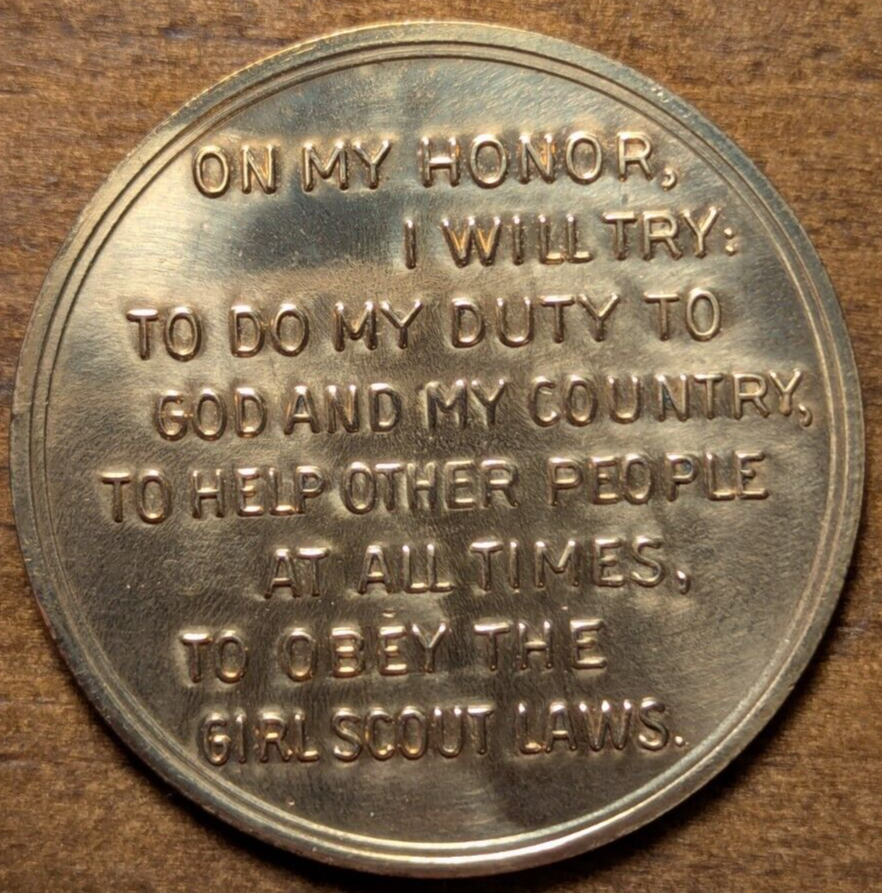 ON MY HONOR,
I WILL TRY:
TO DO MY DUTY TO
GOD AND MY COUNTRY,
TO HELP OTHER PEOPLE
AT ALL TIMES,
TO OBEY THE
GIRL SCOUT LAWS.